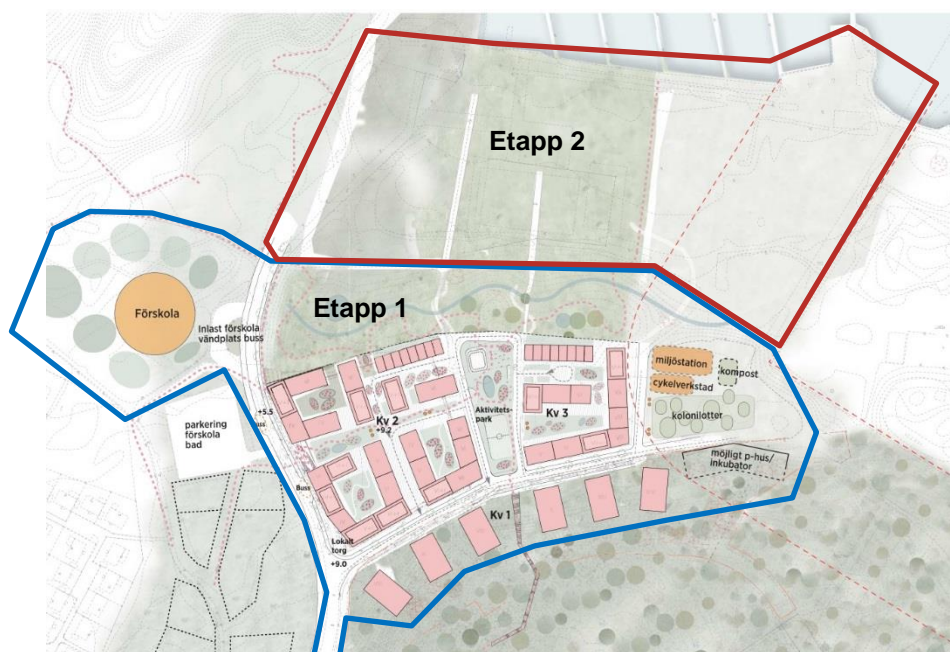 Etapp 2
Etapp 1
Förskola
Inlast förskola
vändplats buss
miljöstation
kompost
cykelverkstad
kolonilotter
+5.5
parkering
förskola
bad
Kv 2
+9.2
Aktivitets-
park
Kv 3
möjligt p-hus/
inkubator
Buss
Kv 1
Lokalt
torg
+9.0